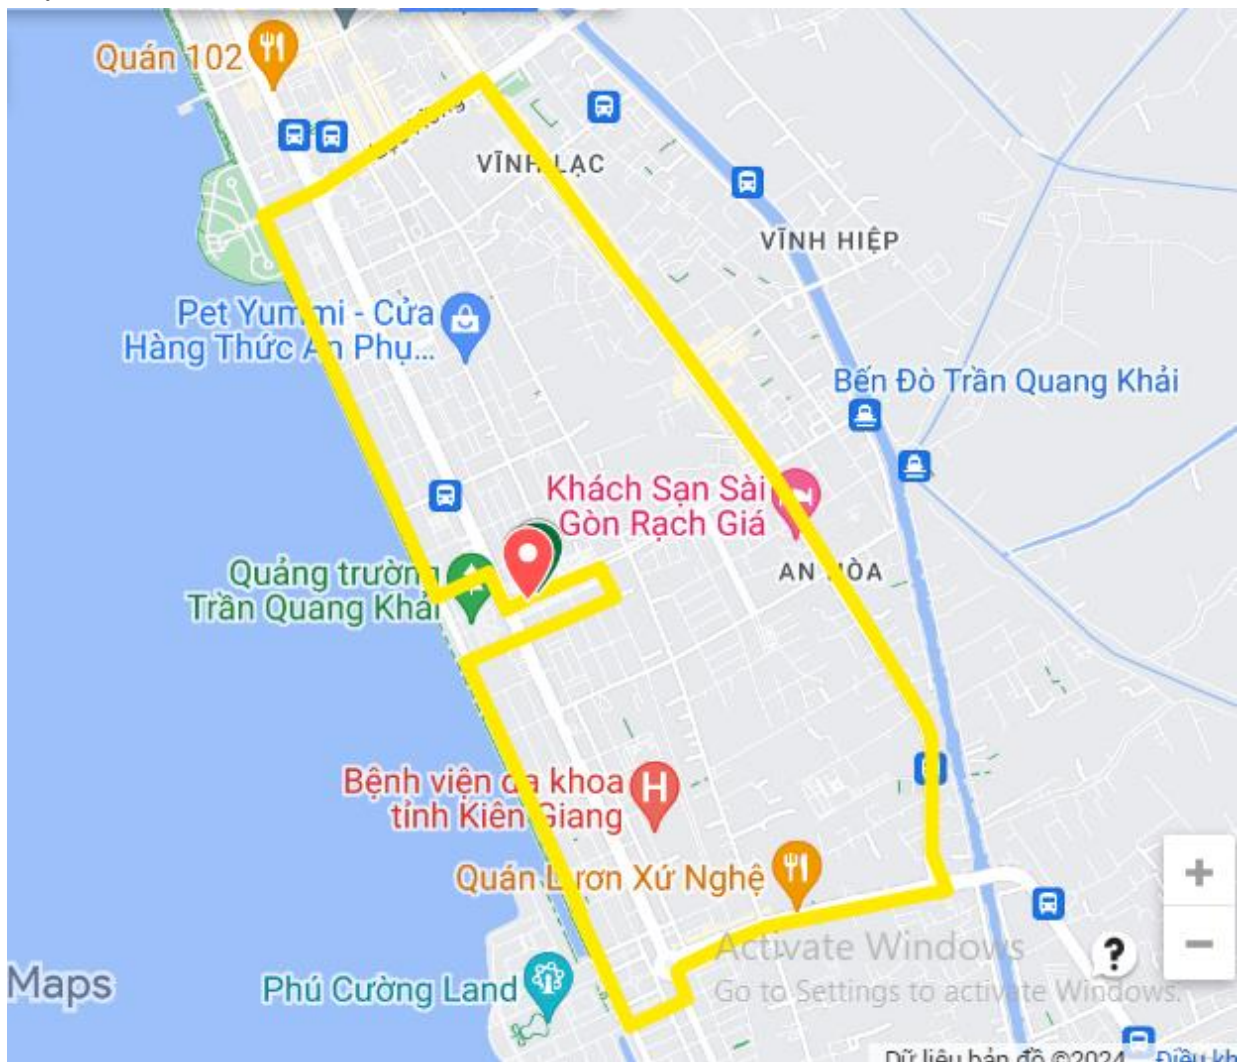 Quán 102
VĨNH LẠC
VĨNH HIỆP
Pet Yummi - Cửa
Hàng Thức Ăn Phụ...
Bến Đò Trần Quang Khải
Khách Sạn Sài
Gòn Rạch Giá
AN HÒA
Quảng trường
Trần Quang Khải
Bệnh viện đa khoa
tỉnh Kiên Giang
H
Quán Lươn Xứ Nghệ
Activate Windows
Go to Settings to activate Windows.
?
+
−
Maps
Phú Cường Land
Dữ liệu bản đồ ©2024